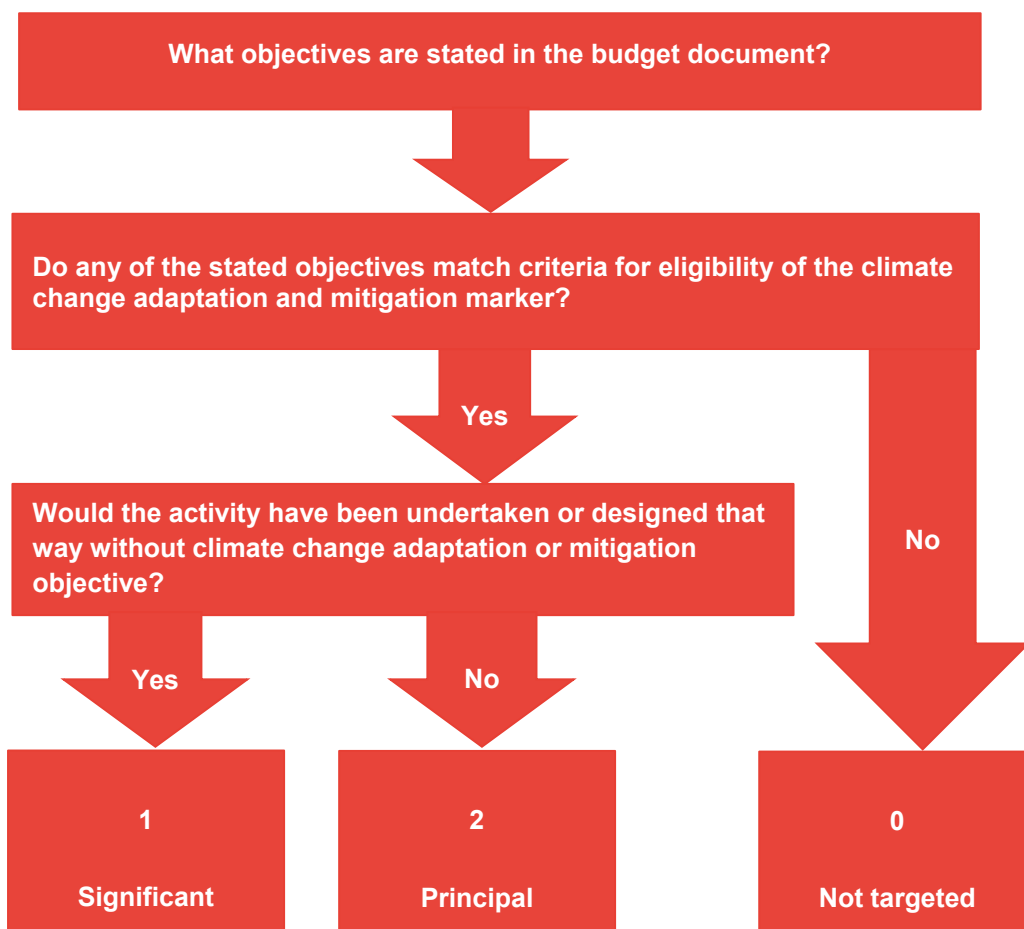 What objectives are stated in the budget document?
Do any of the stated objectives match criteria for eligibility of the climate
change adaptation and mitigation marker?
Yes
Would the activity have been undertaken or designed that
way without climate change adaptation or mitigation
objective?
No
Yes
No
1
Significant
2
Principal
0
Not targeted